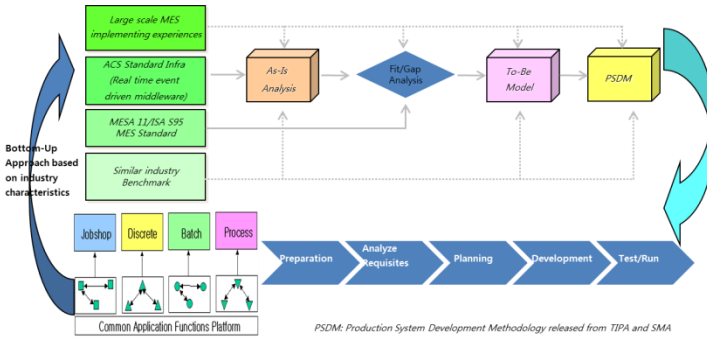 Large scale MES
implementing experiences
ACS Standard Infra
(Real time event
driven middleware)
As-Is
Analysis
Fit/Gap
Analysis
To-Be
Model
PSDM
MESA 11/ISA S95
MES Standard
Similar industry
Benchmark
Bottom-Up
Approach based
on industry
characteristics
Jobshop
Discrete
Batch
Process
Common Application Functions Platform
Preparation
Analyze
Requisites
Planning
Development
Test/Run
PSDM: Production System Development Methodology released from TIPA and SMA